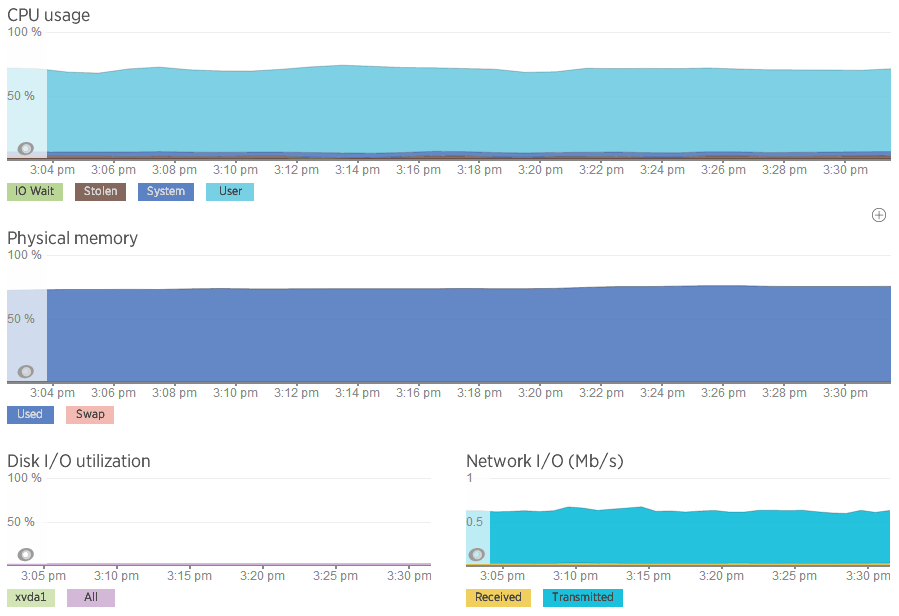 CPU usage
100 %
50 %
3:04 pm 3:06 pm 3:08 pm 3:10 pm 3:12 pm 3:14 pm 3:16 pm 3:18 pm 3:20 pm 3:22 pm 3:24 pm 3:26 pm 3:28 pm 3:30 pm
IO Wait Stolen System User
Physical memory
100 %
50 %
3:04 pm 3:06 pm 3:08 pm 3:10 pm 3:12 pm 3:14 pm 3:16 pm 3:18 pm 3:20 pm 3:22 pm 3:24 pm 3:26 pm 3:28 pm 3:30 pm
Used Swap
Disk I/O utilization
100 %
50 %
3:05 pm 3:10 pm 3:15 pm 3:20 pm 3:25 pm 3:30 pm
xvda1 All
Network I/O (Mb/s)
1
0.5
3:05 pm 3:10 pm 3:15 pm 3:20 pm 3:25 pm 3:30 pm
Received Transmitted